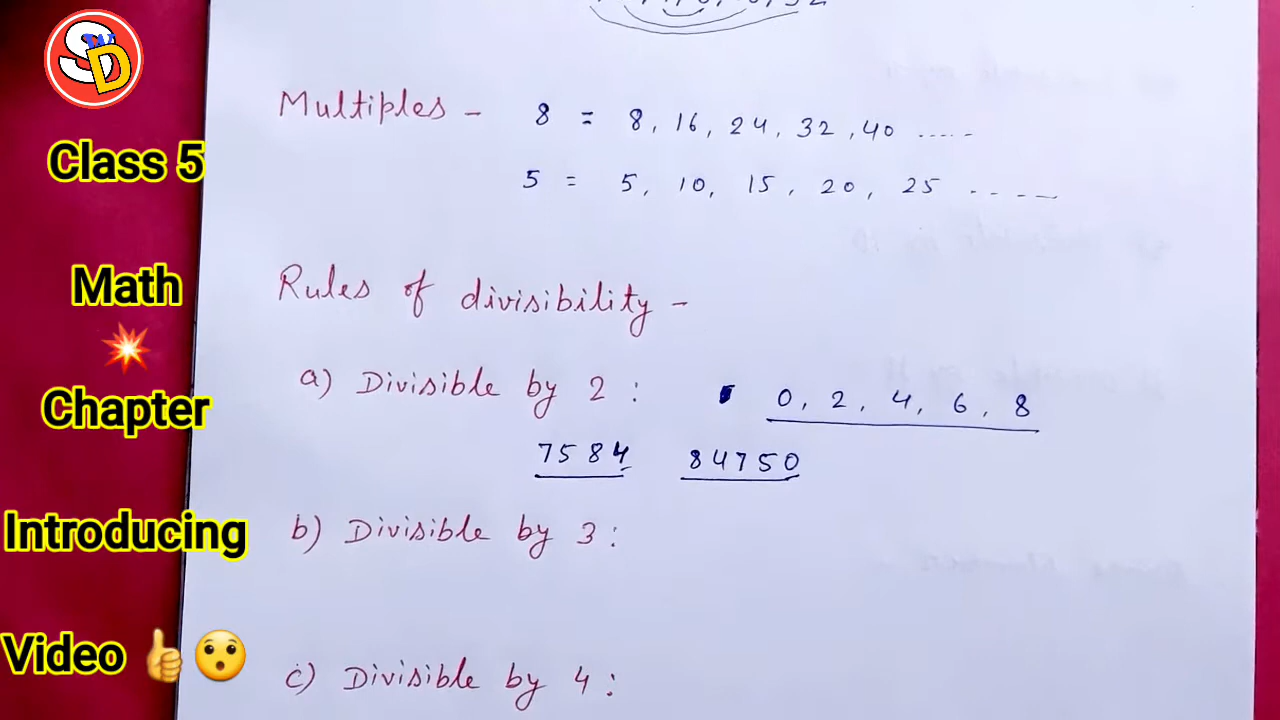 SWD
Class 5
Math
Chapter
Introducing
Video
Multiples - 8 = 8, 16, 24, 32, 40 .....
5 = 5, 10, 15, 20, 25 ....
Rules of divisibility -
a) Divisible by 2 : 0, 2, 4, 6, 8
7584 84750
b) Divisible by 3 :
c) Divisible by 4 :